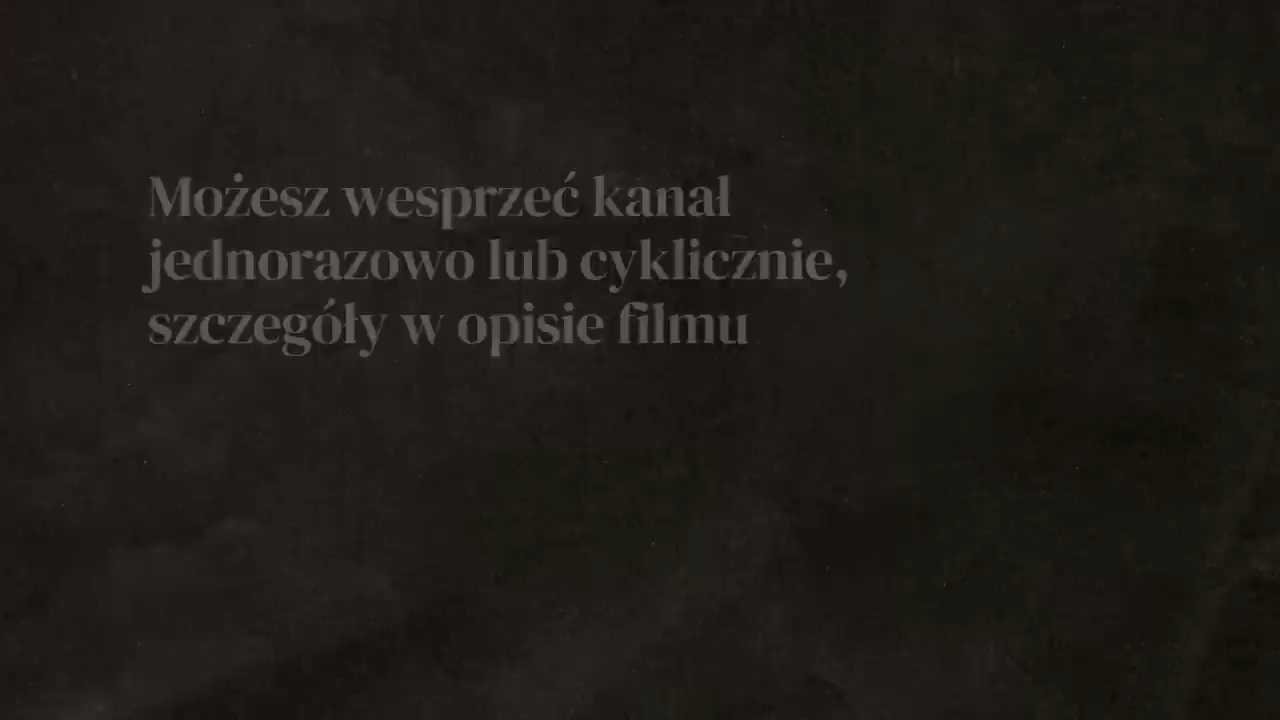 Możesz wesprzeć kanał
jednorazowo lub cyklicznie,
szczegóły w opisie filmu